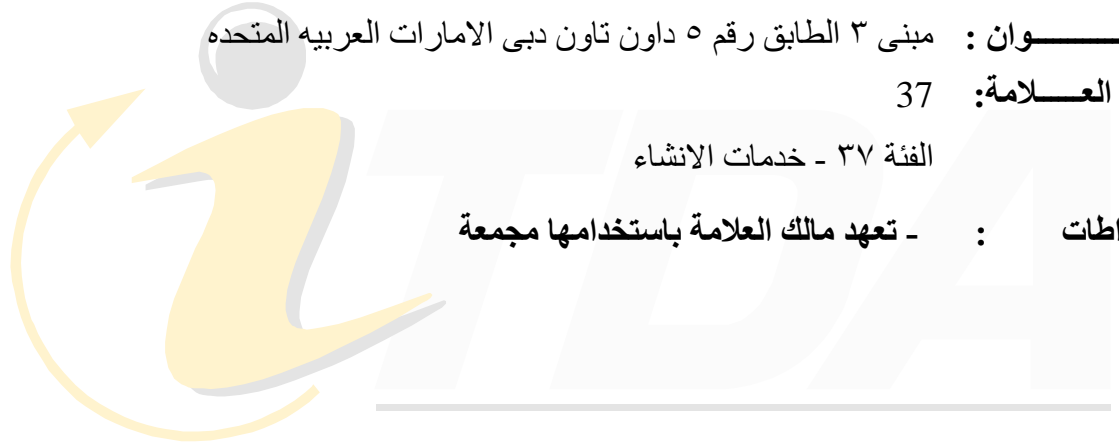 ـــــــــوان : مبنى ٣ الطابق رقم ٥ داون تاون دبى الامارات العربيه المتحده
العـــــلامة: 37
الفئة ٣٧ - خدمات الانشاء
اطات : - تعهد مالك العلامة باستخدامها مجمعة
iTDA